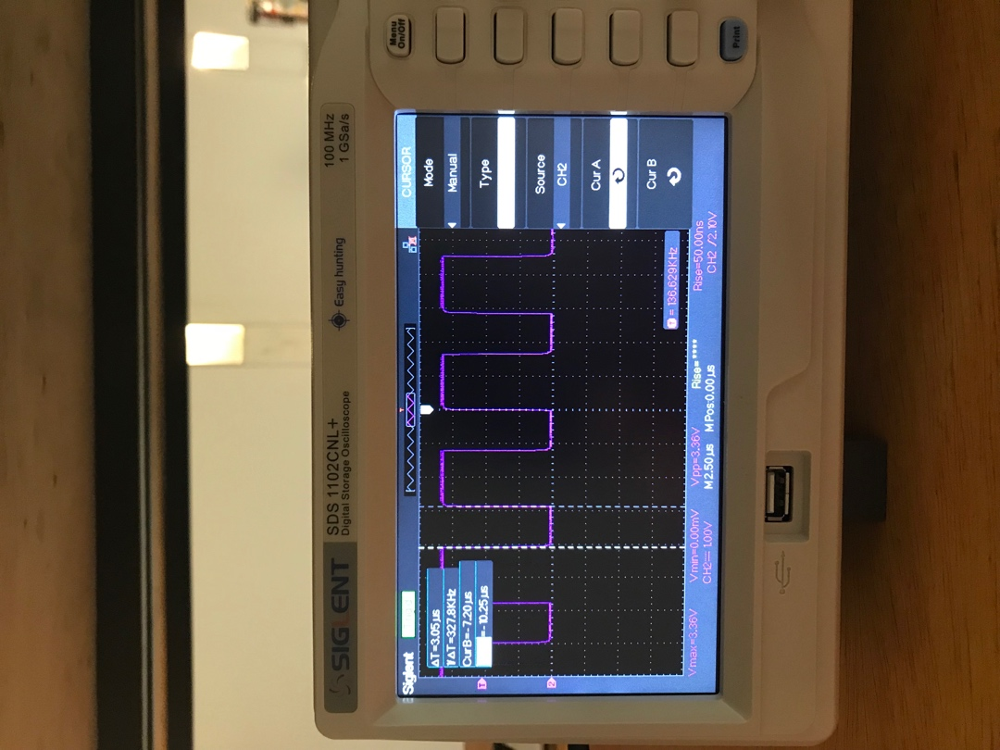 SIGLENT
SDS 1102CNL+
Digital Storage Oscilloscope
Easy hunting
100 MHz
1 GSa/s
Siglent
CURSOR
Mode
Manual
Type
Source
CH2
Cur A
Cur B
ΔT=3.05µs
1/ΔT=327.8KHz
CurB=-7.20µs
=-10.25µs
T
2
= 136.629KHz
Vmax=3.36V
Vmin=0.00mV
Vpp=3.36V
Rise=****
Rise=50.00ns
CH2 1.00V
M 2.50µs
M Pos:0.00µs
CH2 /2.10V
Menu
On/Off
Print